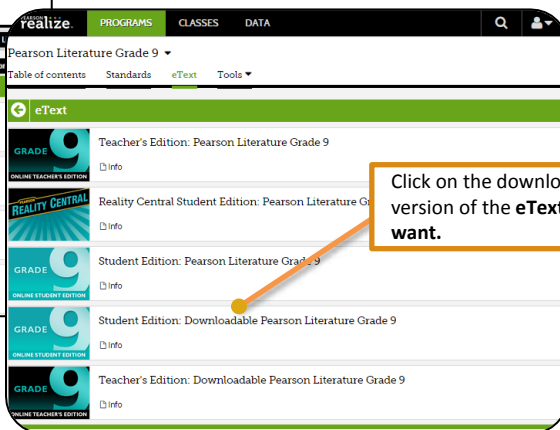 PEARSON
realize. PROGRAMS CLASSES DATA
Pearson Literature Grade 9
Table of contents Standards eText Tools
eText
GRADE 9
ONLINE TEACHER'S EDITION
Teacher's Edition: Pearson Literature Grade 9
Info
REALITY CENTRAL
Reality Central Student Edition: Pearson Literature Gr
Info
Click on the downlo
version of the eText
want.
GRADE 9
ONLINE STUDENT EDITION
Student Edition: Pearson Literature Grade 9
Info
GRADE 9
ONLINE STUDENT EDITION
Student Edition: Downloadable Pearson Literature Grade 9
Info
GRADE 9
ONLINE TEACHER'S EDITION
Teacher's Edition: Downloadable Pearson Literature Grade 9
Info